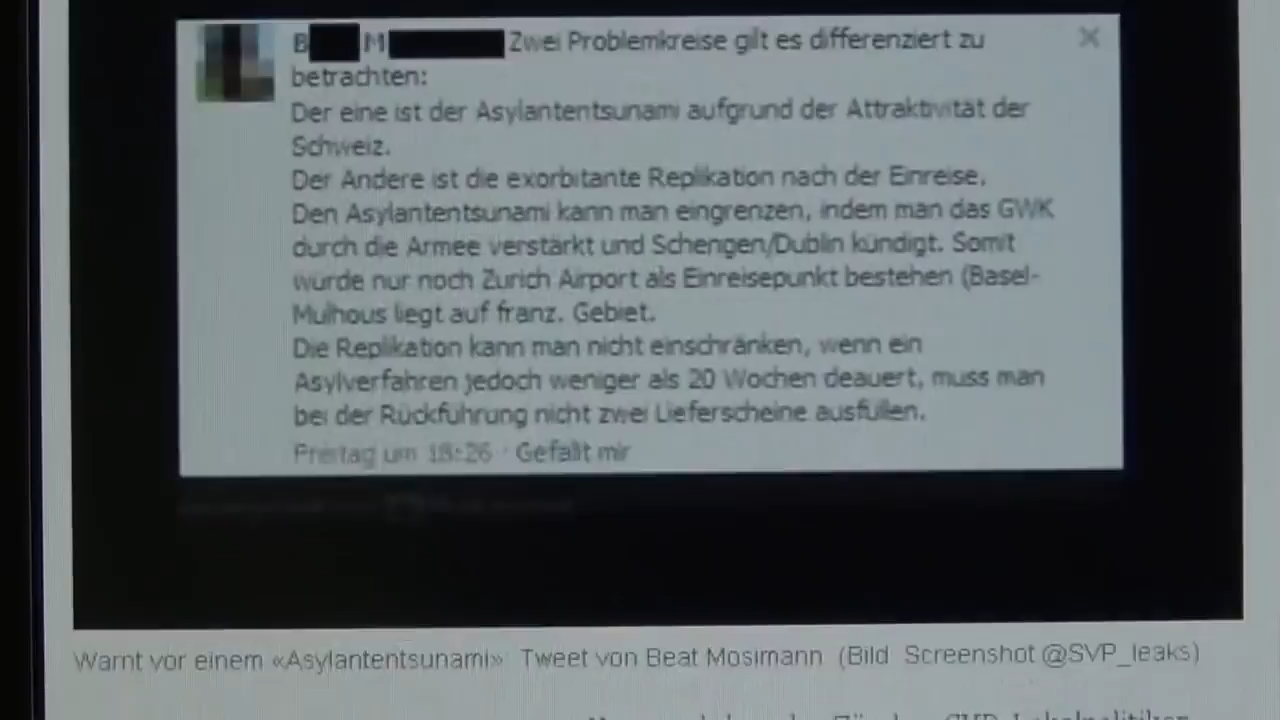 B M Zwei Problemkreise gilt es differenziert zu
betrachten:
Der eine ist der Asylantentsunami aufgrund der Attraktivität der
Schweiz.
Der Andere ist die exorbitante Replikation nach der Einreise.
Den Asylantentsunami kann man eingrenzen, indem man das GWK
durch die Armee verstärkt und Schengen/Dublin kündigt. Somit
würde nur noch Zürich Airport als Einreisepunkt bestehen (Basel-
Mulhous liegt auf franz. Gebiet.
Die Replikation kann man nicht einschränken, wenn ein
Asylverfahren jedoch weniger als 20 Wochen deauert, muss man
bei der Rückführung nicht zwei Lieferscheine ausfüllen.
Freitag um 18:26 · Gefällt mir
Warnt vor einem «Asylantentsunami» Tweet von Beat Mosimann (Bild Screenshot @SVP_leaks)